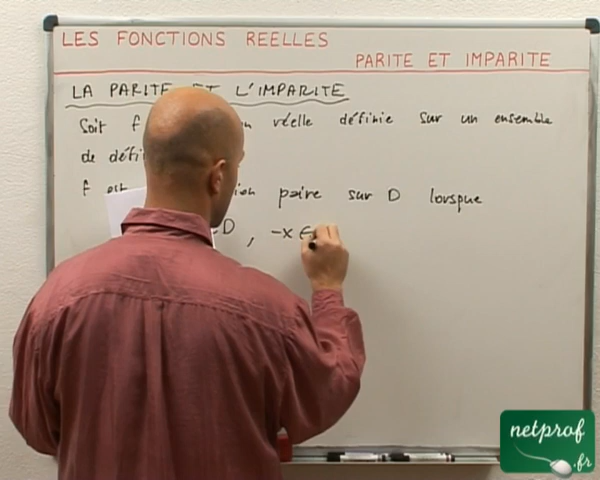 LES FONCTIONS REELLES
PARITE ET IMPARITE
LA PARITE ET L'IMPARITE
Soit f réelle définie sur un ensemble
de
f est paire sur D lorsque
D, -x ∈
netprof
.fr